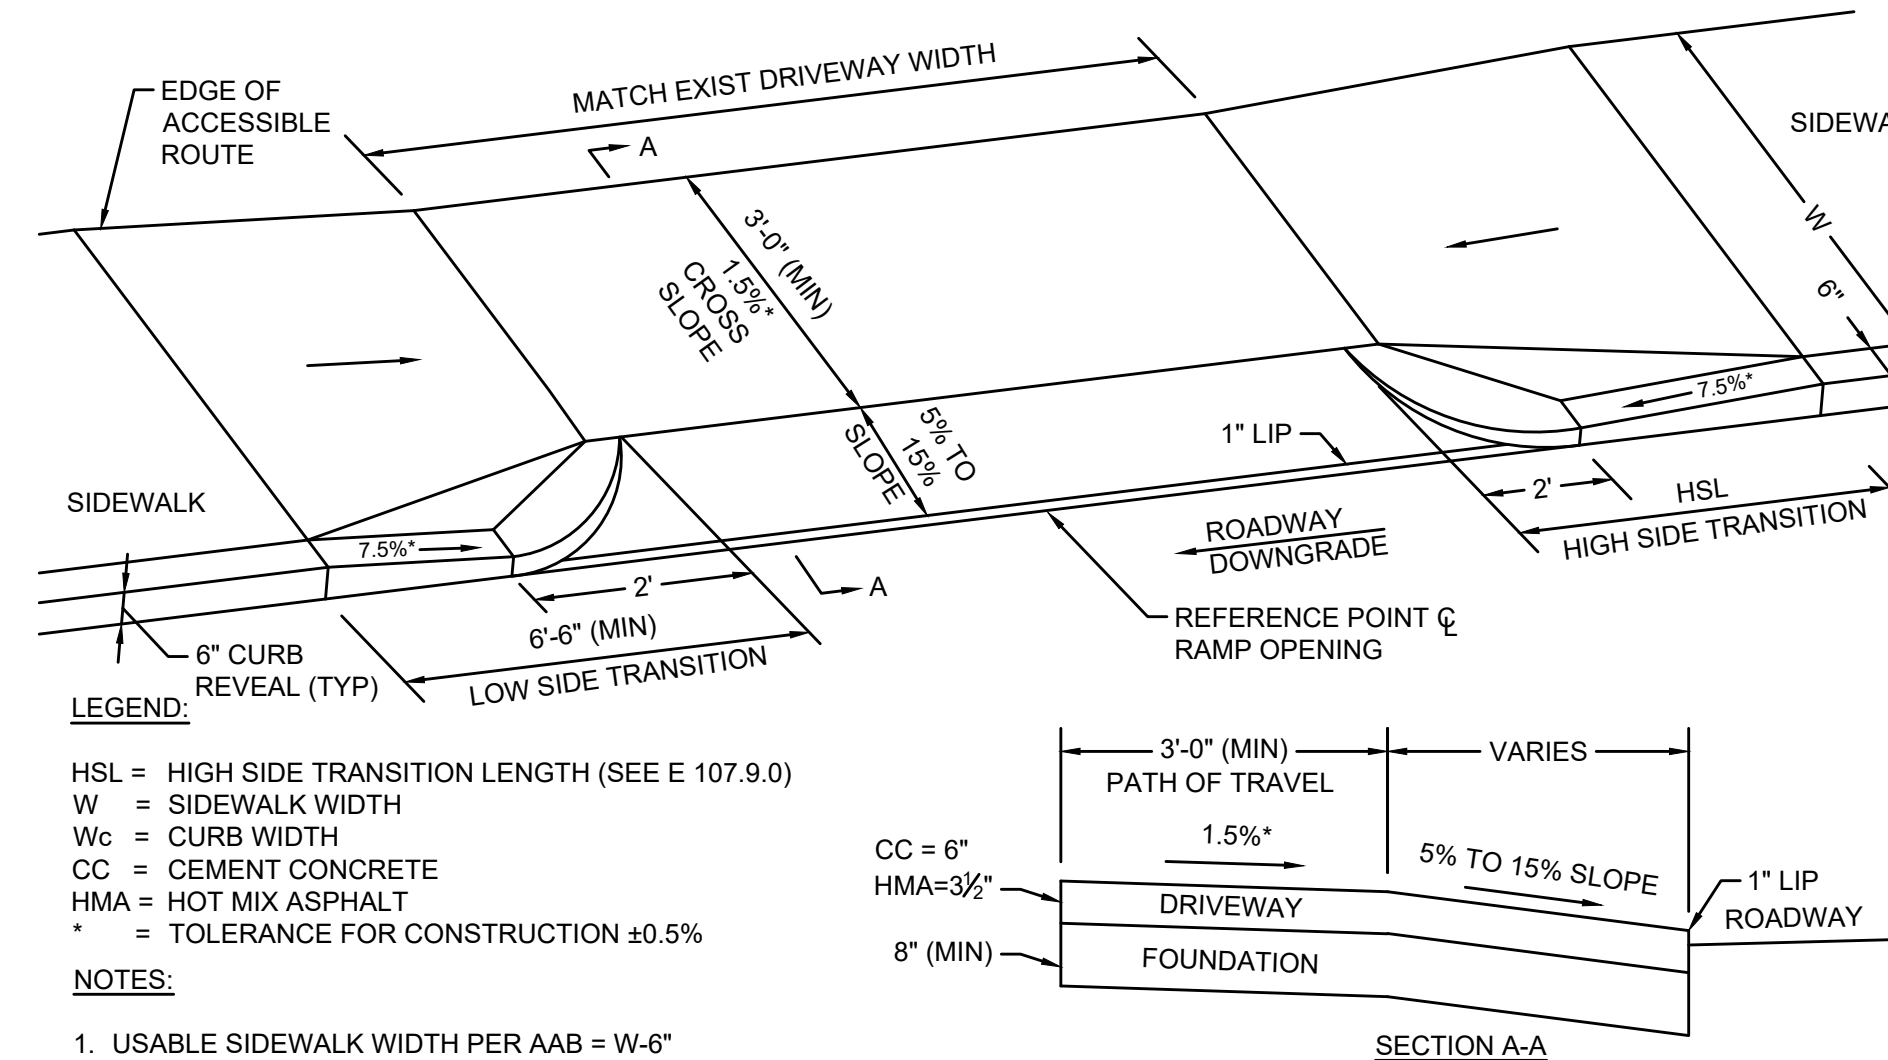 EDGE OF
ACCESSIBLE
ROUTE
MATCH EXIST DRIVEWAY WIDTH
A
3'-0" (MIN)
1.5%*
CROSS
SLOPE
W
6"
7.5%*
5% TO
15%
SLOPE
1" LIP
SIDEWALK
7.5%*
2'
6'-6" (MIN)
LOW SIDE TRANSITION
A
ROADWAY
DOWNGRADE
2'
HSL
HIGH SIDE TRANSITION
REFERENCE POINT ℄
RAMP OPENING
6" CURB
REVEAL (TYP)
LEGEND:
HSL = HIGH SIDE TRANSITION LENGTH (SEE E 107.9.0)
W = SIDEWALK WIDTH
Wc = CURB WIDTH
CC = CEMENT CONCRETE
HMA = HOT MIX ASPHALT
* = TOLERANCE FOR CONSTRUCTION ±0.5%
NOTES:
1. USABLE SIDEWALK WIDTH PER AAB = W-6"
3'-0" (MIN)
PATH OF TRAVEL
VARIES
1.5%*
5% TO 15% SLOPE
CC = 6"
HMA=3½"
8" (MIN)
DRIVEWAY
FOUNDATION
1" LIP
ROADWAY
SECTION A-A